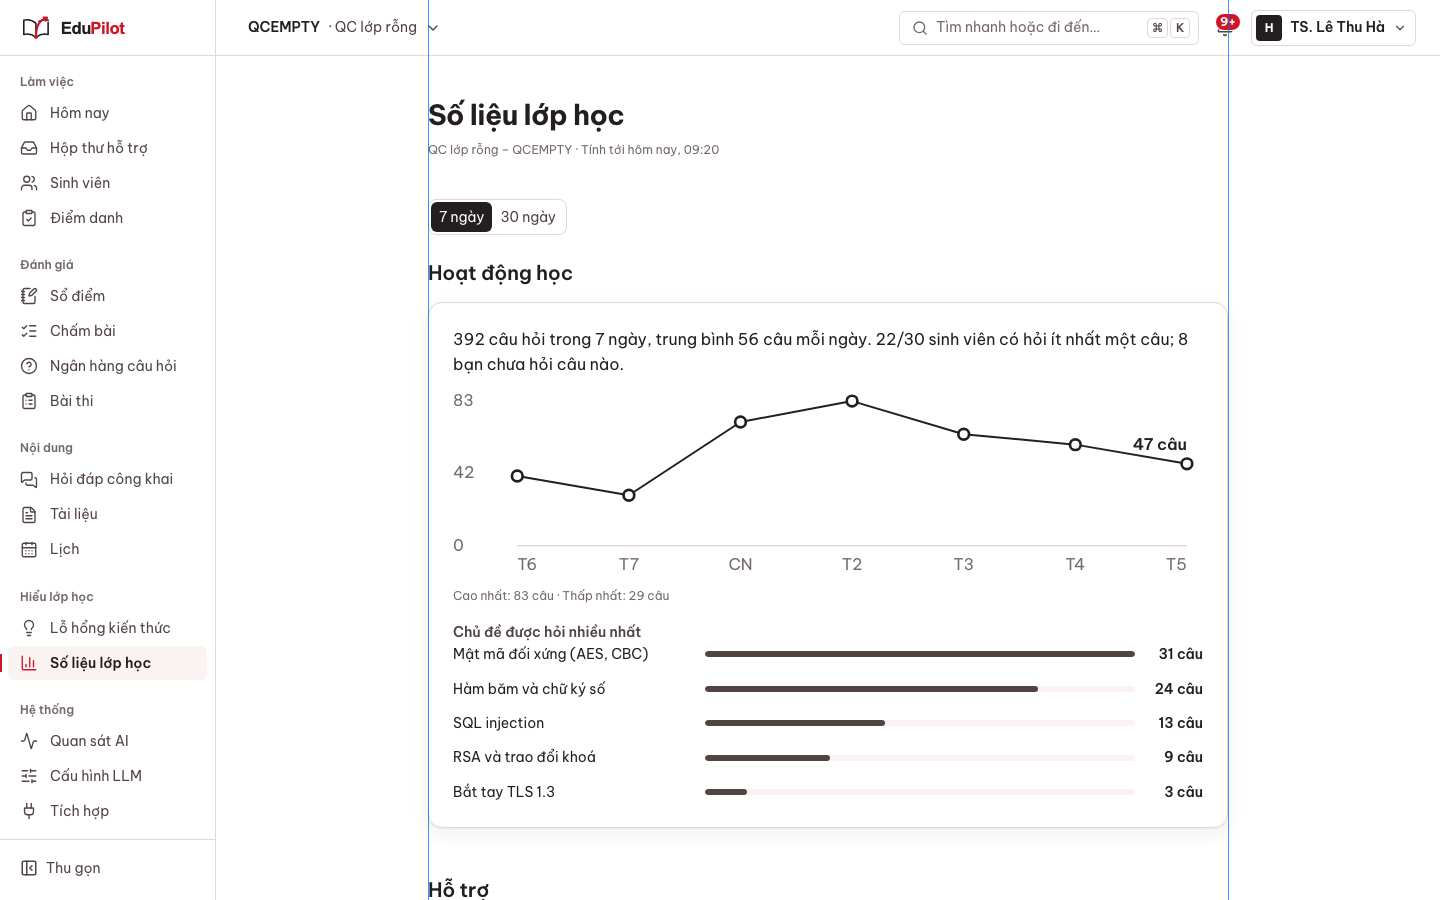 EduPilot
QCEMPTY · QC lớp rỗng
Tìm nhanh hoặc đi đến...
⌘ K
9+
H
TS. Lê Thu Hà
Làm việc
Hôm nay
Hộp thư hỗ trợ
Sinh viên
Điểm danh
Đánh giá
Sổ điểm
Chấm bài
Ngân hàng câu hỏi
Bài thi
Nội dung
Hỏi đáp công khai
Tài liệu
Lịch
Hiểu lớp học
Lỗ hổng kiến thức
Số liệu lớp học
Hệ thống
Quan sát AI
Cấu hình LLM
Tích hợp
Thu gọn
Số liệu lớp học
QC lớp rỗng – QCEMPTY · Tính tới hôm nay, 09:20
7 ngày 30 ngày
Hoạt động học
392 câu hỏi trong 7 ngày, trung bình 56 câu mỗi ngày. 22/30 sinh viên có hỏi ít nhất một câu; 8
bạn chưa hỏi câu nào.
83
42
0
47 câu
T6 T7 CN T2 T3 T4 T5
Cao nhất: 83 câu · Thấp nhất: 29 câu
Chủ đề được hỏi nhiều nhất
Mật mã đối xứng (AES, CBC) 31 câu
Hàm băm và chữ ký số 24 câu
SQL injection 13 câu
RSA và trao đổi khoá 9 câu
Bắt tay TLS 1.3 3 câu
Hỗ trợ